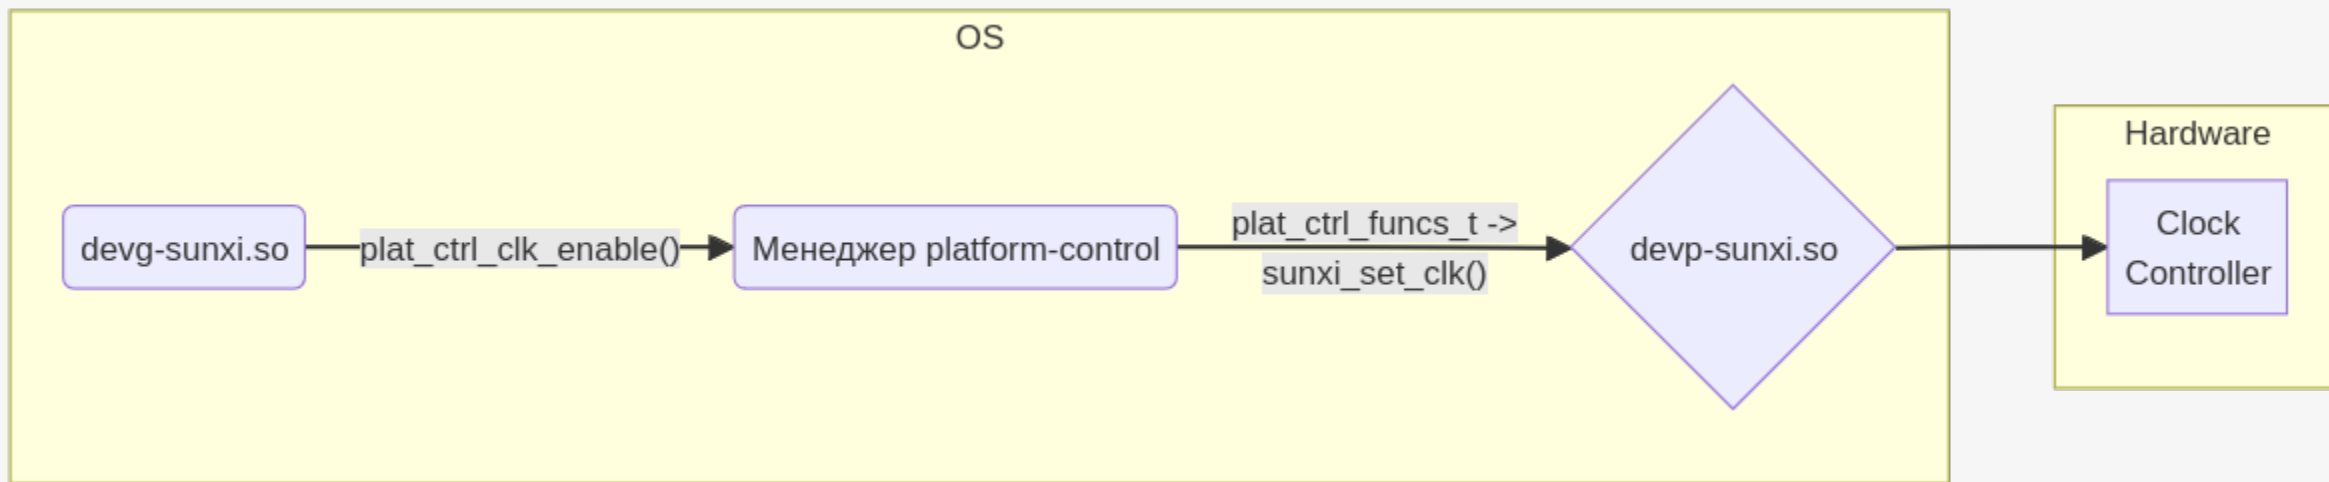 OS
devg-sunxi.so
plat_ctrl_clk_enable()
Менеджер platform-control
plat_ctrl_funcs_t ->
sunxi_set_clk()
devp-sunxi.so
Hardware
Clock
Controller